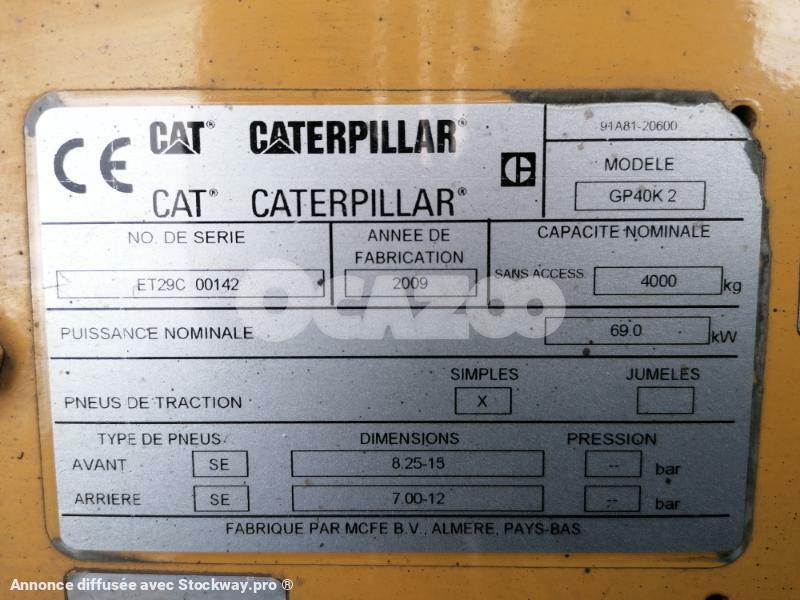 CE CAT® CATERPILLAR®
CAT® CATERPILLAR®
91A81-20600
MODELE
GP40K 2
NO. DE SERIE
ET29C 00142
ANNEE DE
FABRICATION
2009
CAPACITE NOMINALE
SANS ACCESS. 4000 kg
PUISSANCE NOMINALE 69.0 kW
SIMPLES JUMELES
PNEUS DE TRACTION X
TYPE DE PNEUS DIMENSIONS PRESSION
AVANT SE 8.25-15 -- bar
ARRIERE SE 7.00-12 -- bar
FABRIQUE PAR MCFE B.V., ALMERE, PAYS-BAS
OCAZOO
Annonce diffusée avec Stockway.pro ®